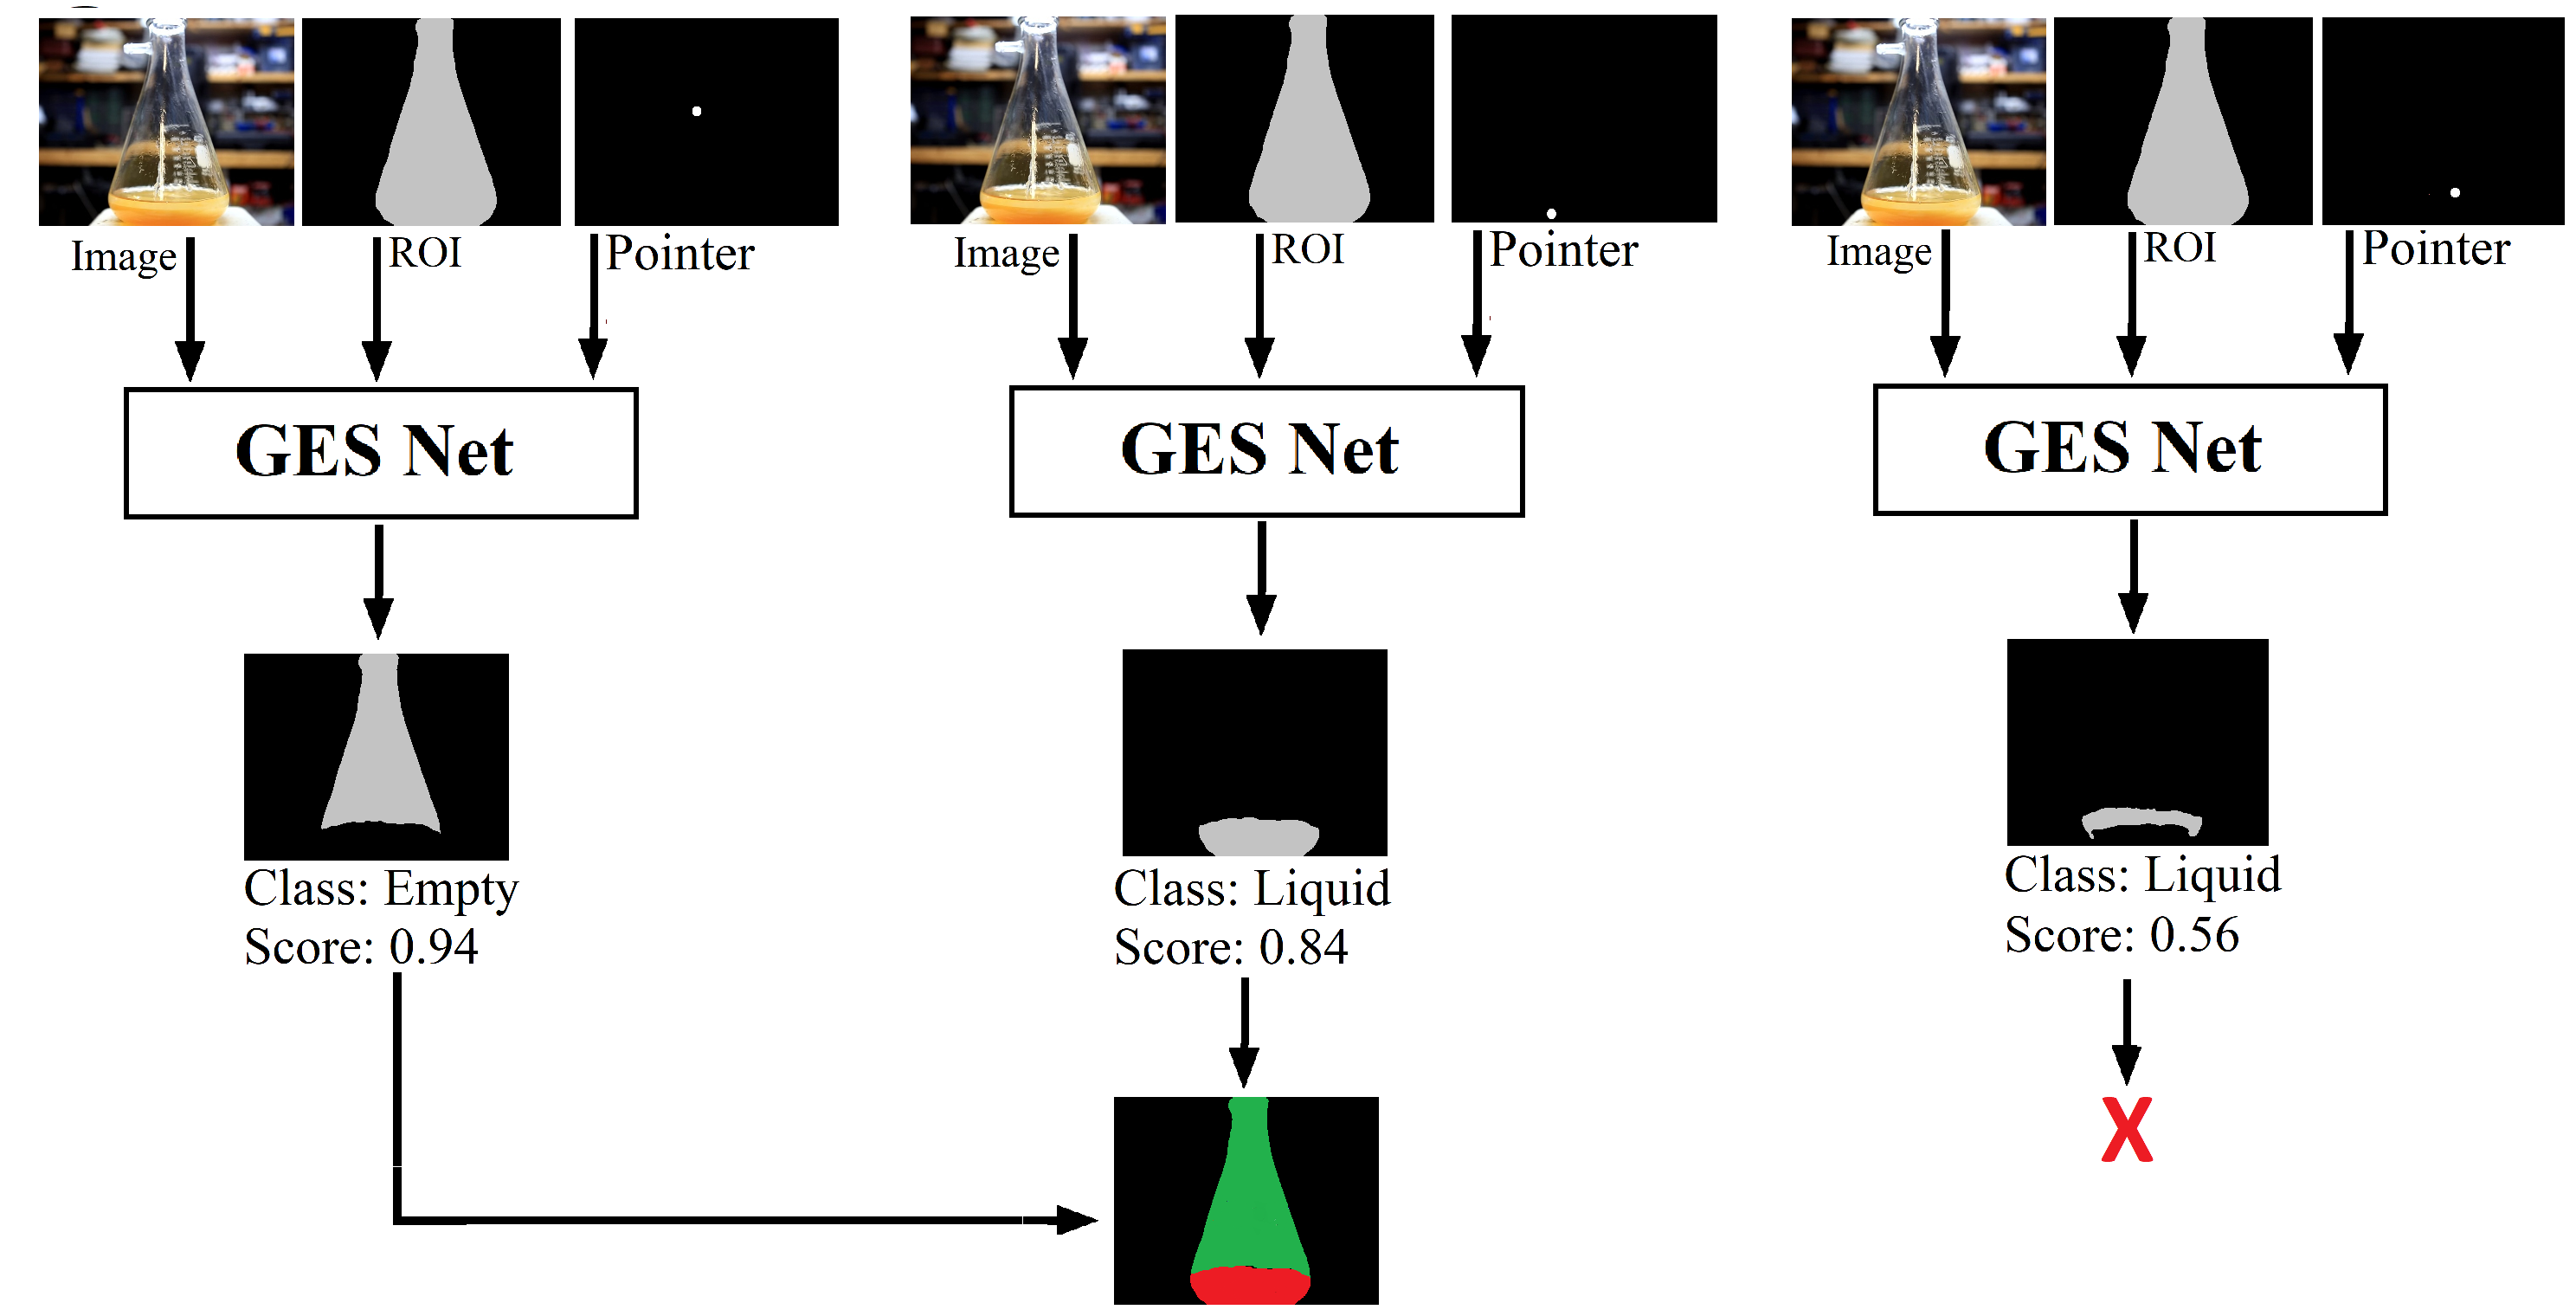 Image
ROI
Pointer
Image
ROI
Pointer
Image
ROI
Pointer
GES Net
GES Net
GES Net
Class: Empty
Score: 0.94
Class: Liquid
Score: 0.84
Class: Liquid
Score: 0.56
X